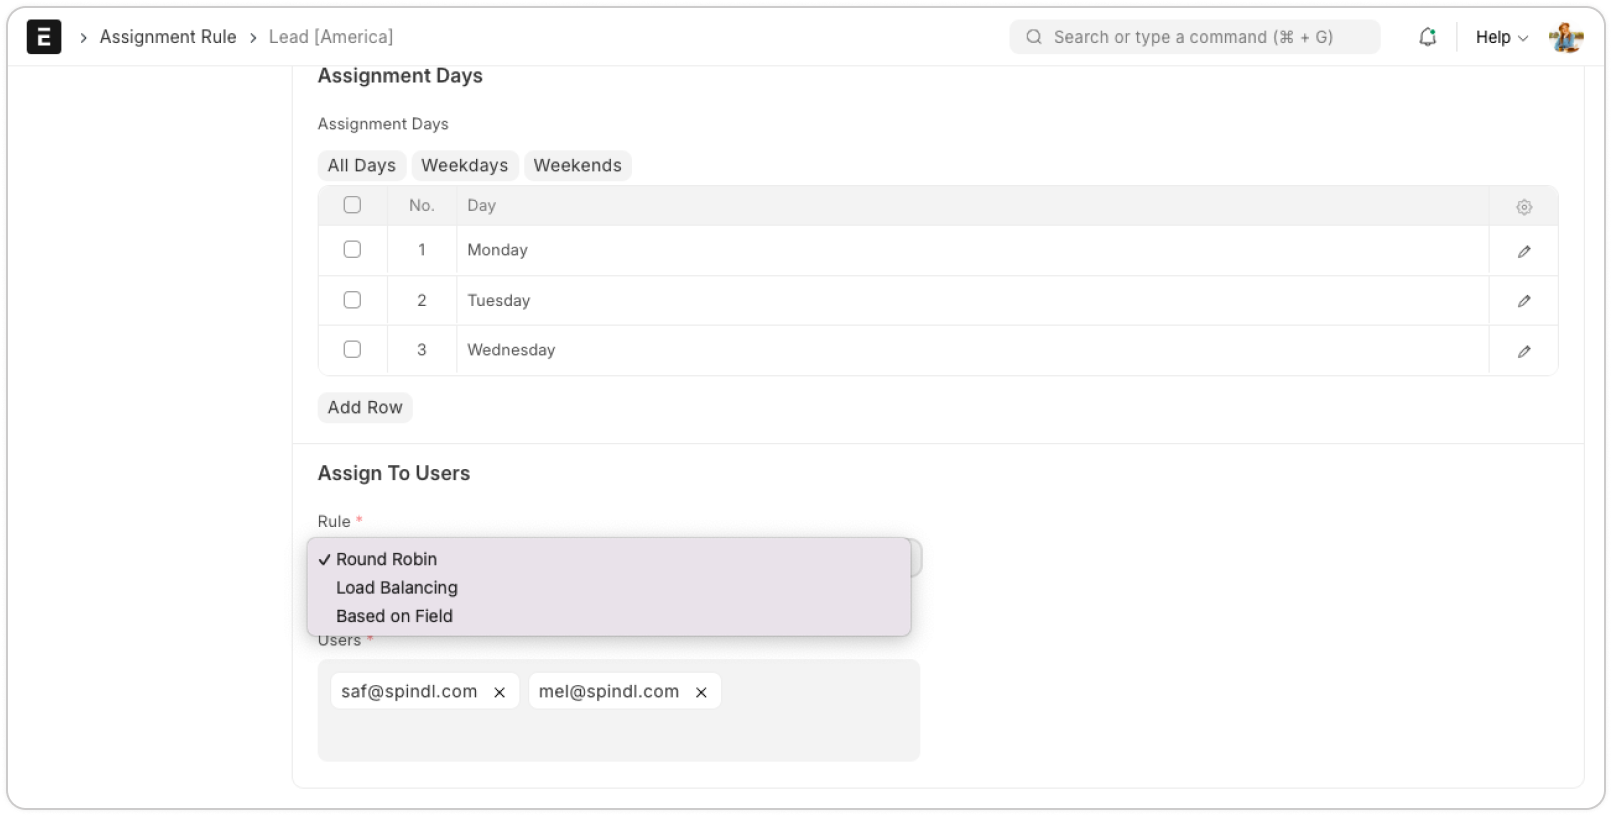 E > Assignment Rule > Lead [America] Search or type a command (⌘ + G) Help
Assignment Days
Assignment Days
All Days Weekdays Weekends
No. Day
1 Monday
2 Tuesday
3 Wednesday
Add Row
Assign To Users
Rule *
✓ Round Robin
Load Balancing
Based on Field
Users *
saf@spindl.com × mel@spindl.com ×